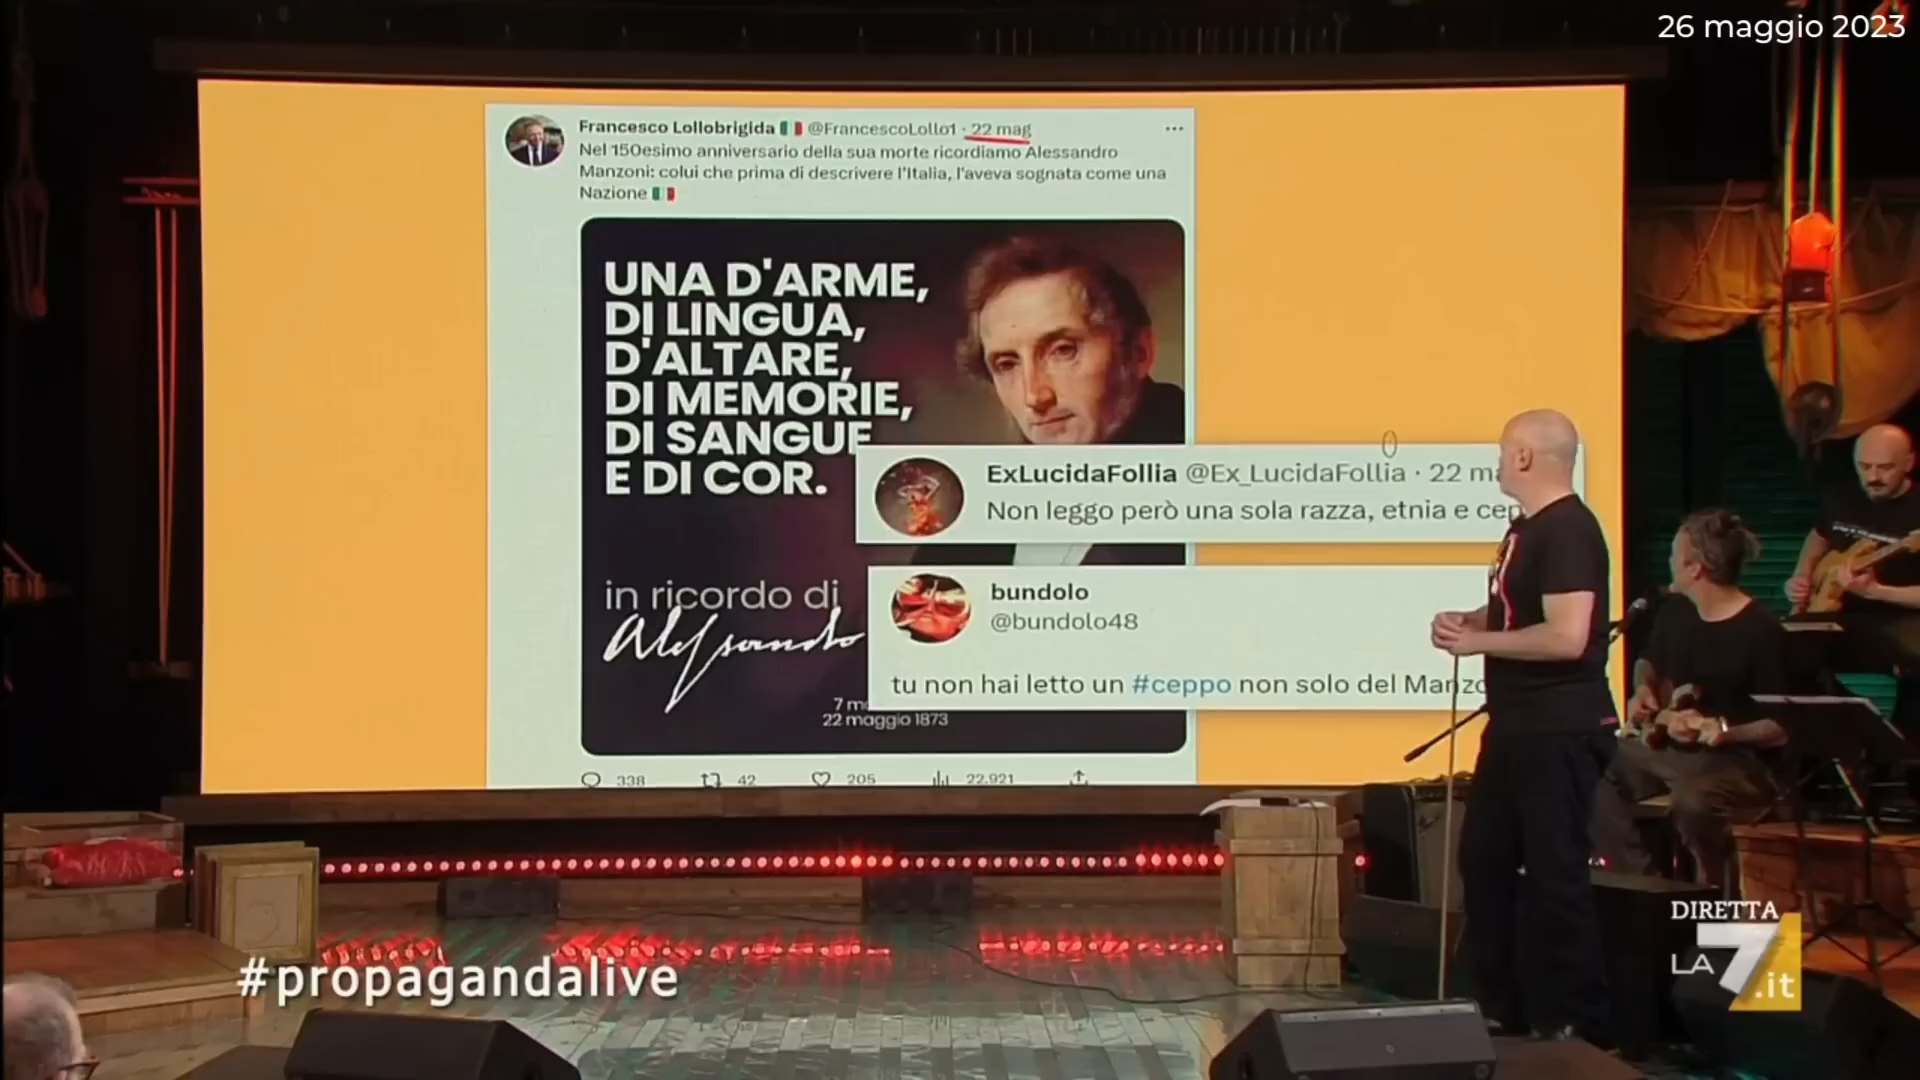 26 maggio 2023
Francesco Lollobrigida 🇮🇹 @FrancescoLollo1 · 22 mag
Nel 150esimo anniversario della sua morte ricordiamo Alessandro
Manzoni: colui che prima di descrivere l'Italia, l'aveva sognata come una
Nazione 🇮🇹
UNA D'ARME,
DI LINGUA,
D'ALTARE,
DI MEMORIE,
DI SANGUE
E DI COR.
in ricordo di
Alessandro
22 maggio 1873
338 42 205 22.921
ExLucidaFollia @Ex_LucidaFollia · 22
Non leggo però una sola razza, etnia e
bundolo
@bundolo48
tu non hai letto un #ceppo non solo del
#propagandalive
DIRETTA
LA7.it